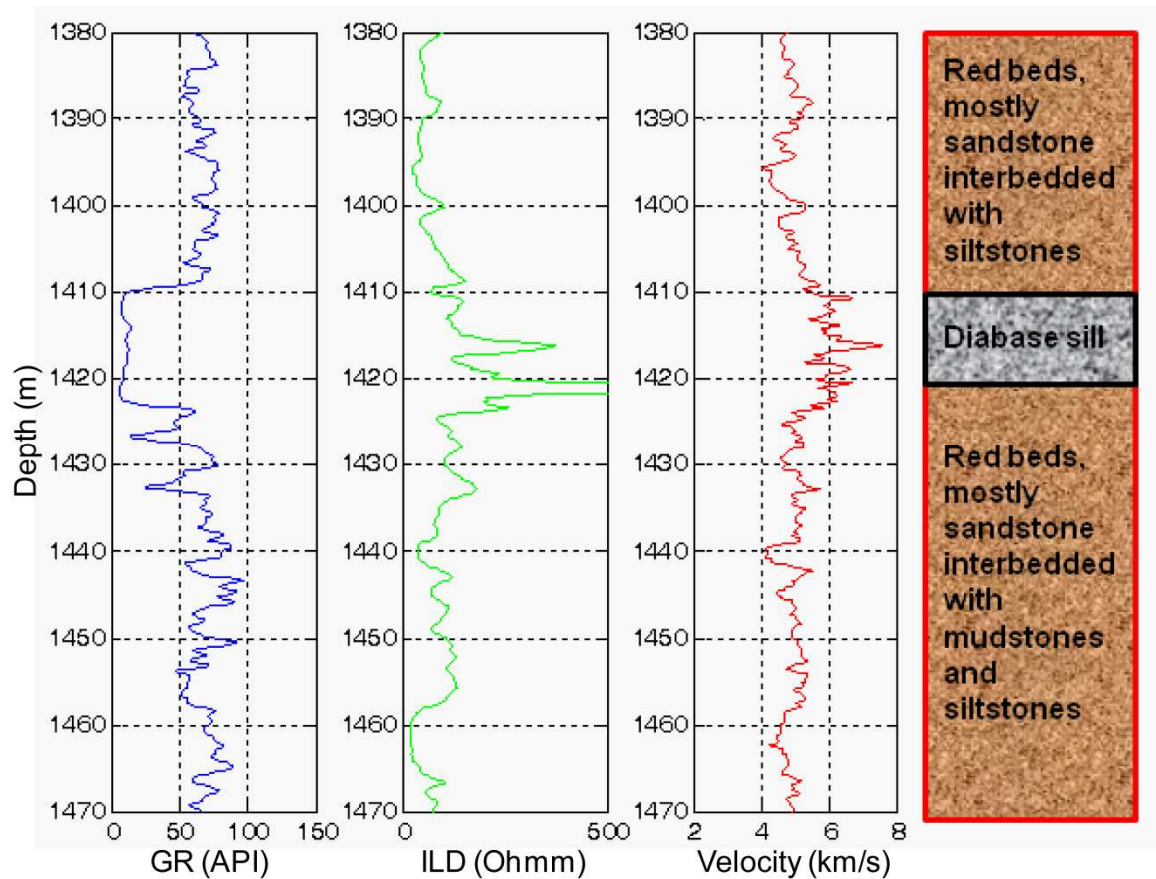 1380
1390
1400
1410
1420
1430
1440
1450
1460
1470
0 50 100 150
GR (API)
Depth (m)
1380
1390
1400
1410
1420
1430
1440
1450
1460
1470
0 500
ILD (Ohmm)
1380
1390
1400
1410
1420
1430
1440
1450
1460
1470
2 4 6 8
Velocity (km/s)
Red beds,
mostly
sandstone
interbedded
with
siltstones
Diabase sill
Red beds,
mostly
sandstone
interbedded
with
mudstones
and
siltstones